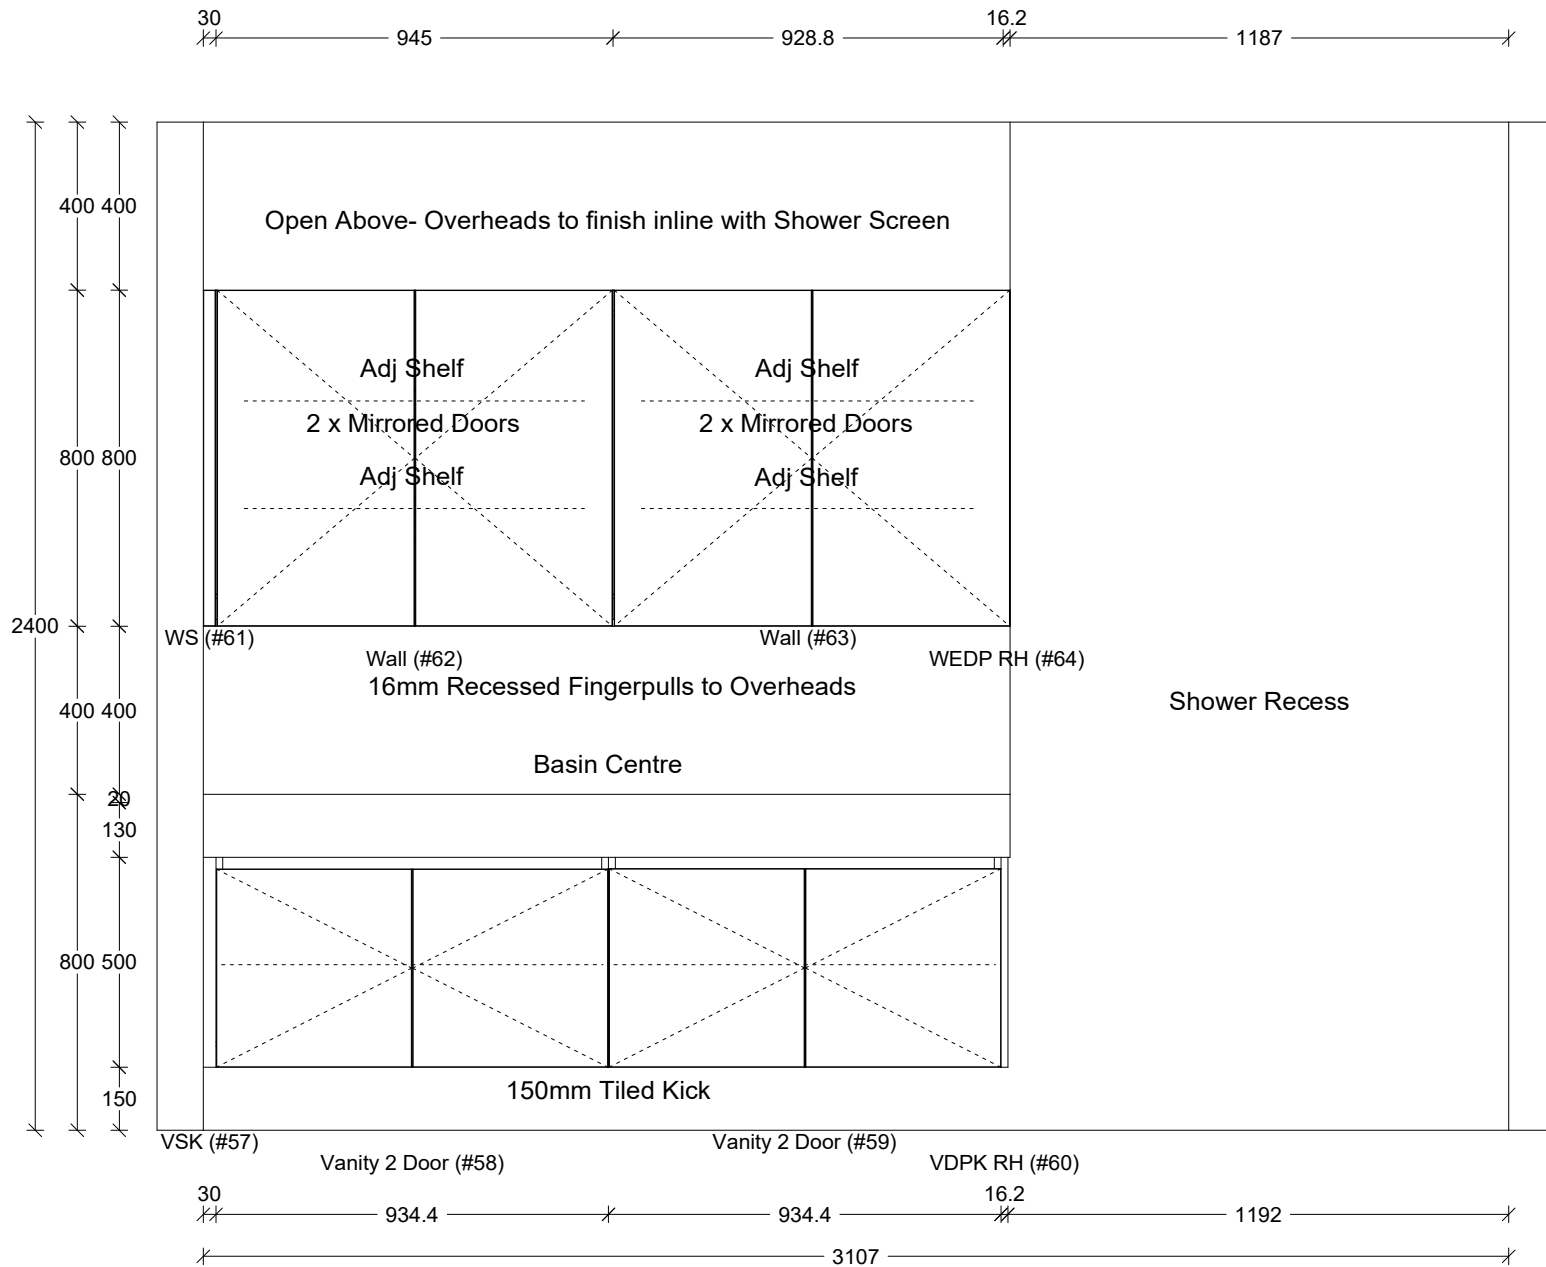 30 16.2
945 928.8 1187
400 400
Open Above- Overheads to finish inline with Shower Screen
Adj Shelf Adj Shelf
2 x Mirrored Doors 2 x Mirrored Doors
800 800
Adj Shelf Adj Shelf
2400
WS (#61) Wall (#63)
Wall (#62) WEDP RH (#64)
16mm Recessed Fingerpulls to Overheads
Shower Recess
400 400
Basin Centre
20
130
800 500
150mm Tiled Kick
150
VSK (#57) Vanity 2 Door (#59)
Vanity 2 Door (#58) VDPK RH (#60)
30 16.2
934.4 934.4 1192
3107